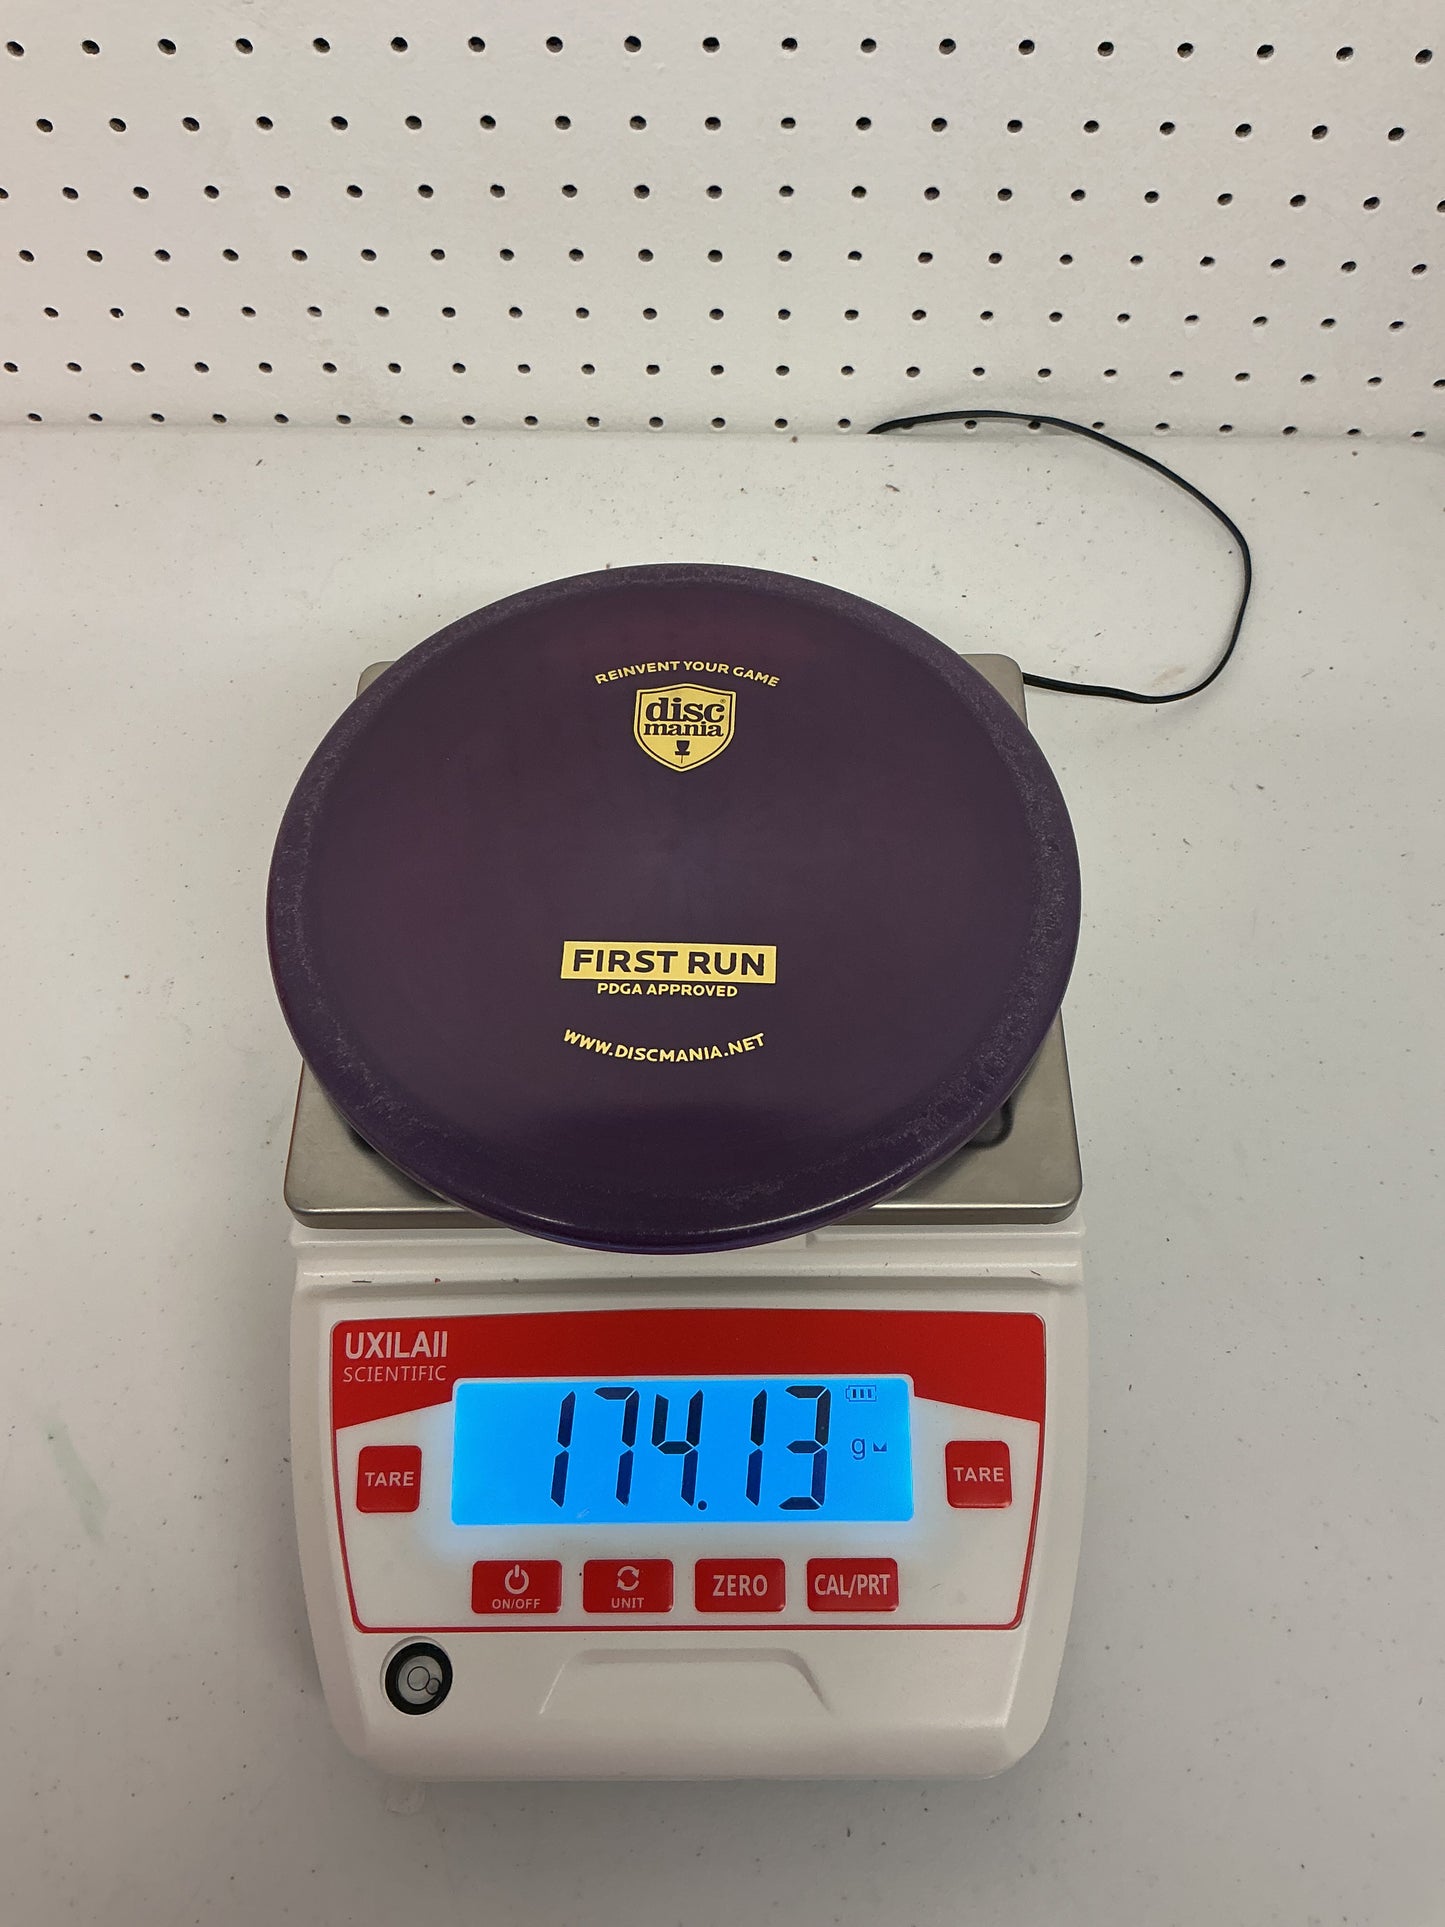 REINVENT YOUR GAME
disc®
mania
FIRST RUN
PDGA APPROVED
WWW.DISCMANIA.NET
UXILAII
SCIENTIFIC
174.13
g
TARE
TARE
ON/OFF
UNIT
ZERO
CAL/PRT